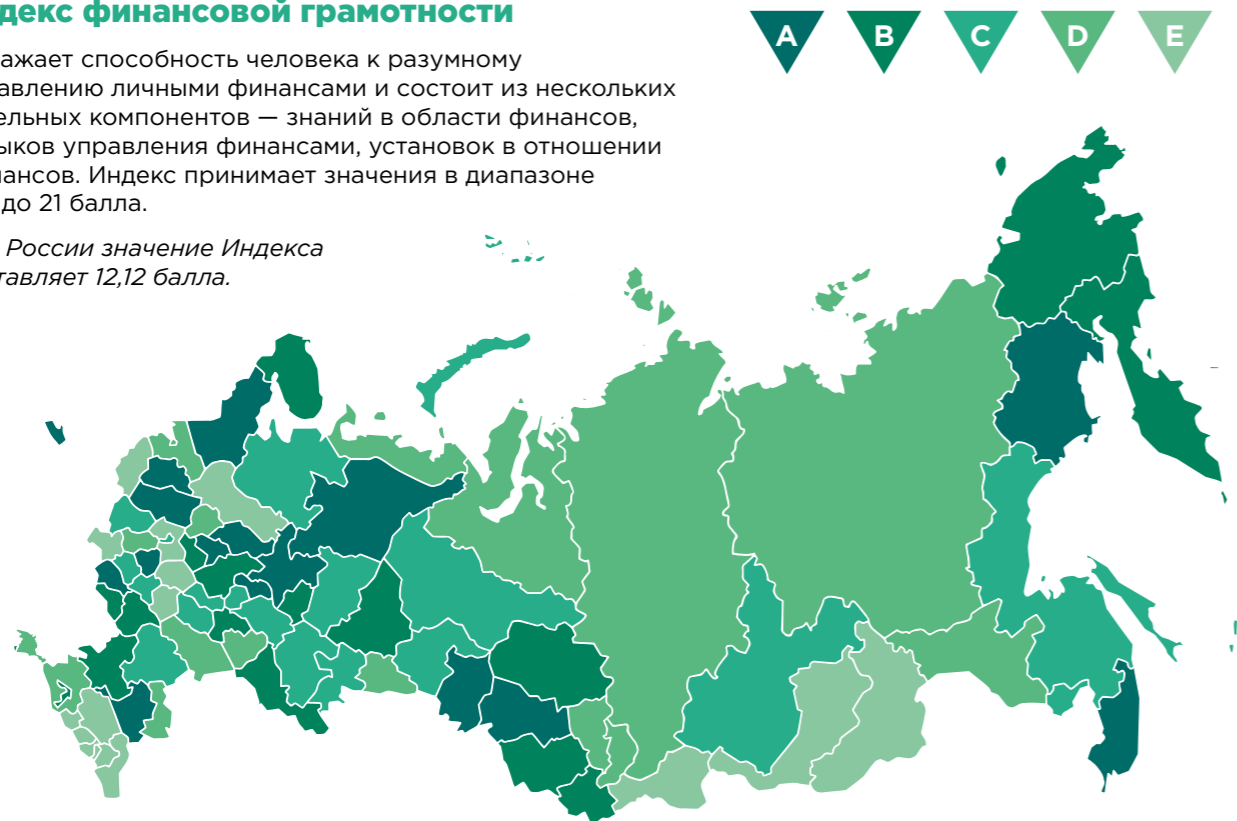 декс финансовой грамотности
A B C D E
ажает способность человека к разумному
авлению личными финансами и состоит из нескольких
ельных компонентов — знаний в области финансов,
ыков управления финансами, установок в отношении
ансов. Индекс принимает значения в диапазоне
до 21 балла.
России значение Индекса
тавляет 12,12 балла.